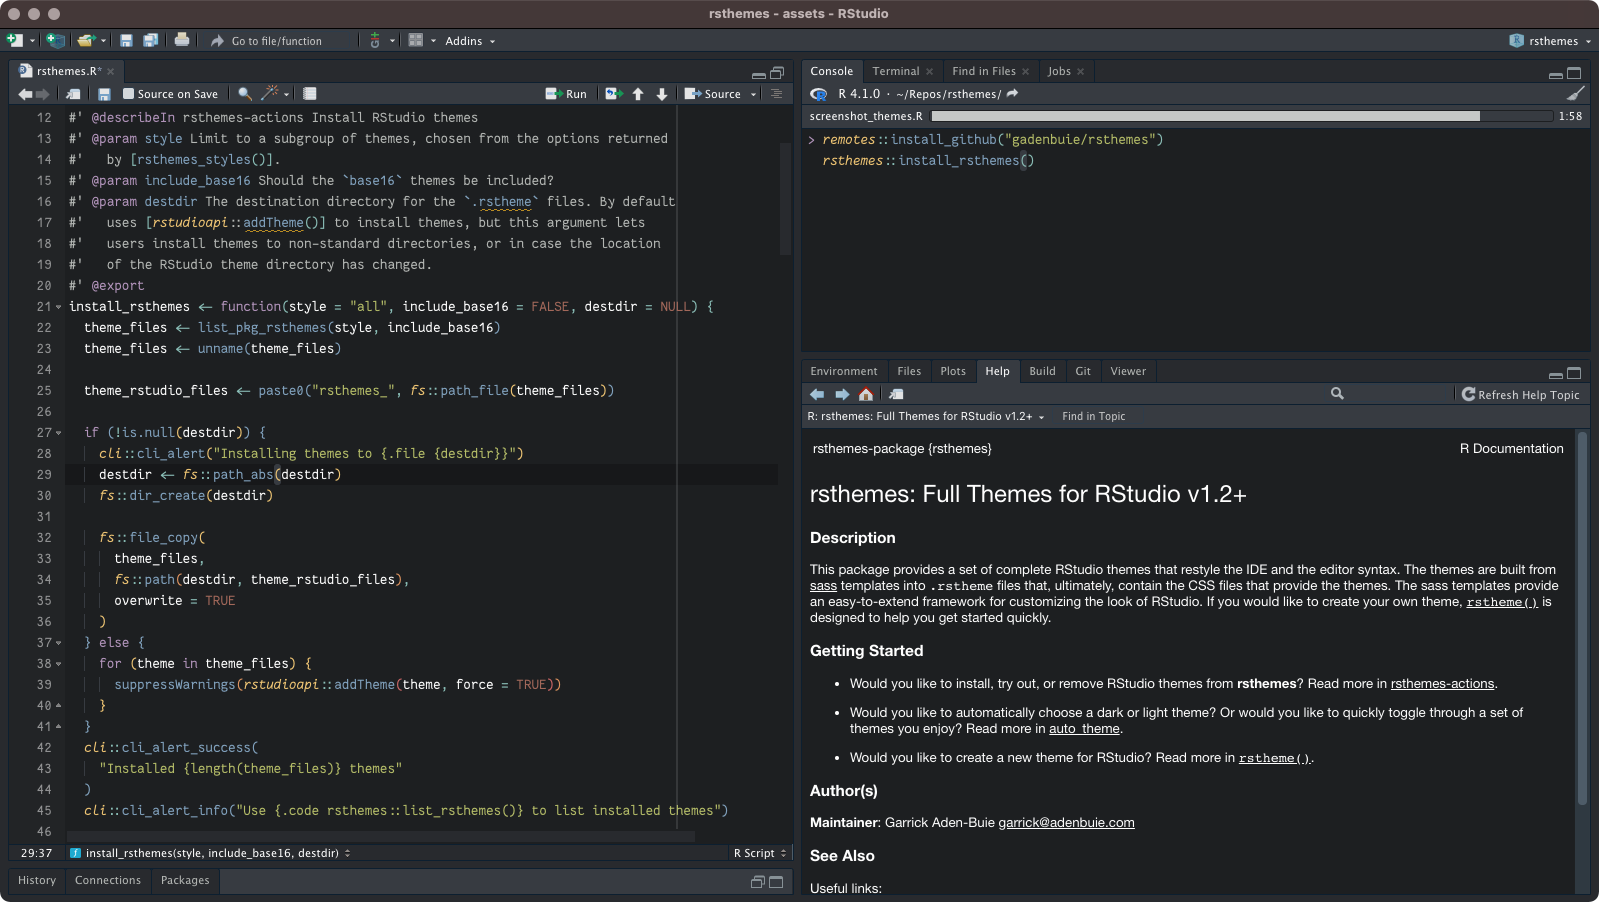 rsthemes - assets - RStudio
Go to file/function
Addins
rsthemes
rsthemes.R*
Source on Save
Run
Source
12 #' @describeIn rsthemes-actions Install RStudio themes
13 #' @param style Limit to a subgroup of themes, chosen from the options returned
14 #'   by [rsthemes_styles()].
15 #' @param include_base16 Should the `base16` themes be included?
16 #' @param destdir The destination directory for the `.rstheme` files. By default
17 #'   uses [rstudioapi::addTheme()] to install themes, but this argument lets
18 #'   users install themes to non-standard directories, or in case the location
19 #'   of the RStudio theme directory has changed.
20 #' @export
21 install_rsthemes <- function(style = "all", include_base16 = FALSE, destdir = NULL) {
22   theme_files <- list_pkg_rsthemes(style, include_base16)
23   theme_files <- unname(theme_files)
24
25   theme_rstudio_files <- paste0("rsthemes_", fs::path_file(theme_files))
26
27   if (!is.null(destdir)) {
28     cli::cli_alert("Installing themes to {.file {destdir}}")
29     destdir <- fs::path_abs(destdir)
30     fs::dir_create(destdir)
31
32     fs::file_copy(
33       theme_files,
34       fs::path(destdir, theme_rstudio_files),
35       overwrite = TRUE
36     )
37   } else {
38     for (theme in theme_files) {
39       suppressWarnings(rstudioapi::addTheme(theme, force = TRUE))
40     }
41   }
42   cli::cli_alert_success(
43     "Installed {length(theme_files)} themes"
44   )
45   cli::cli_alert_info("Use {.code rsthemes::list_rsthemes()} to list installed themes")
46
29:37 install_rsthemes(style, include_base16, destdir) R Script
History Connections Packages
Console Terminal Find in Files Jobs
R 4.1.0 · ~/Repos/rsthemes/
screenshot_themes.R 1:58
> remotes::install_github("gadenbuie/rsthemes")
rsthemes::install_rsthemes()
Environment Files Plots Help Build Git Viewer
Refresh Help Topic
R: rsthemes: Full Themes for RStudio v1.2+ Find in Topic
rsthemes-package {rsthemes} R Documentation
rsthemes: Full Themes for RStudio v1.2+
Description
This package provides a set of complete RStudio themes that restyle the IDE and the editor syntax. The themes are built from
sass templates into .rstheme files that, ultimately, contain the CSS files that provide the themes. The sass templates provide
an easy-to-extend framework for customizing the look of RStudio. If you would like to create your own theme, rstheme() is
designed to help you get started quickly.
Getting Started
• Would you like to install, try out, or remove RStudio themes from rsthemes? Read more in rsthemes-actions.
• Would you like to automatically choose a dark or light theme? Or would you like to quickly toggle through a set of
themes you enjoy? Read more in auto_theme.
• Would you like to create a new theme for RStudio? Read more in rstheme().
Author(s)
Maintainer: Garrick Aden-Buie garrick@adenbuie.com
See Also
Useful links: